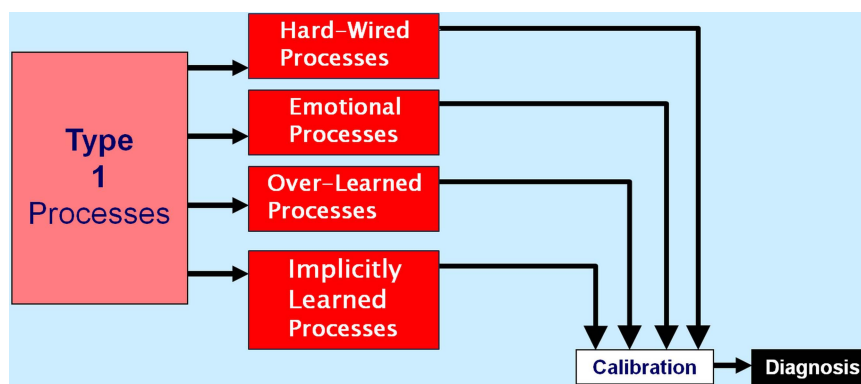 Type
1
Processes
Hard-Wired
Processes
Emotional
Processes
Over-Learned
Processes
Implicitly
Learned
Processes
Calibration
Diagnosis